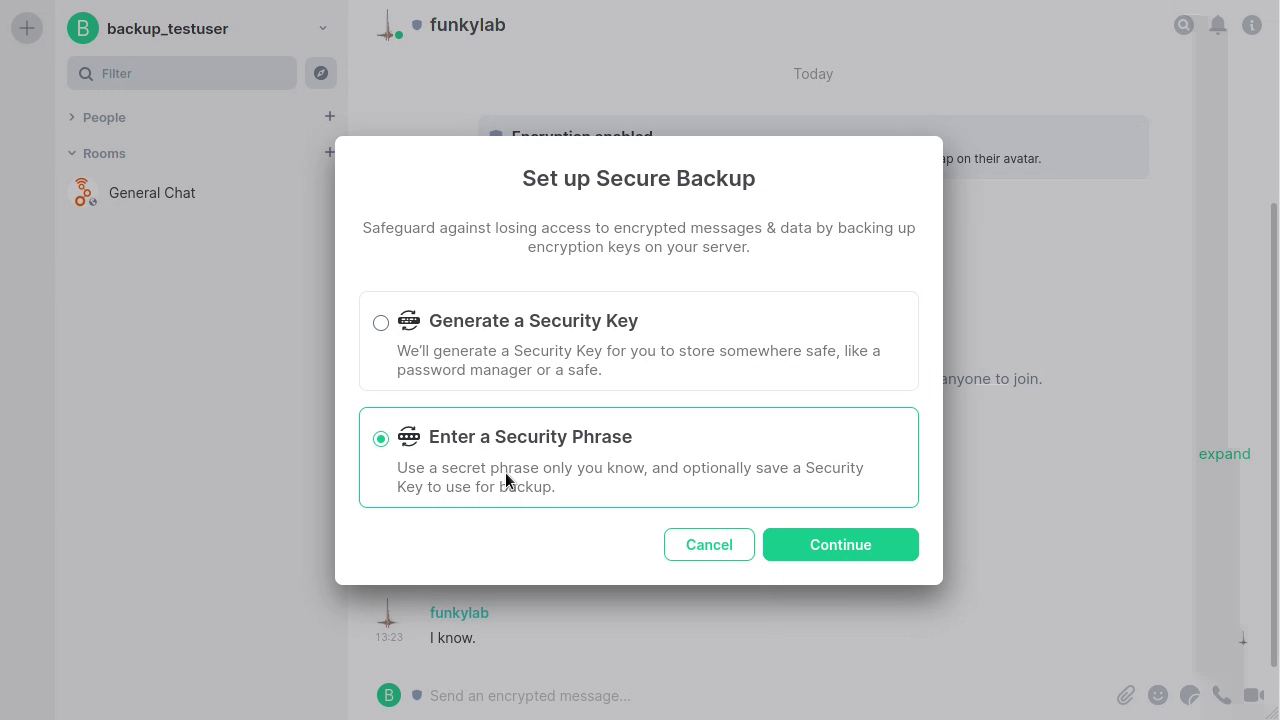 B backup_testuser
Filter
People
Rooms
General Chat
funkylab
Today
Encryption enabled
ap on their avatar.
Set up Secure Backup
Safeguard against losing access to encrypted messages & data by backing up
encryption keys on your server.
Generate a Security Key
We'll generate a Security Key for you to store somewhere safe, like a
password manager or a safe.
Enter a Security Phrase
Use a secret phrase only you know, and optionally save a Security
Key to use for backup.
Cancel
Continue
anyone to join.
expand
funkylab
13:23 I know.
B Send an encrypted message...